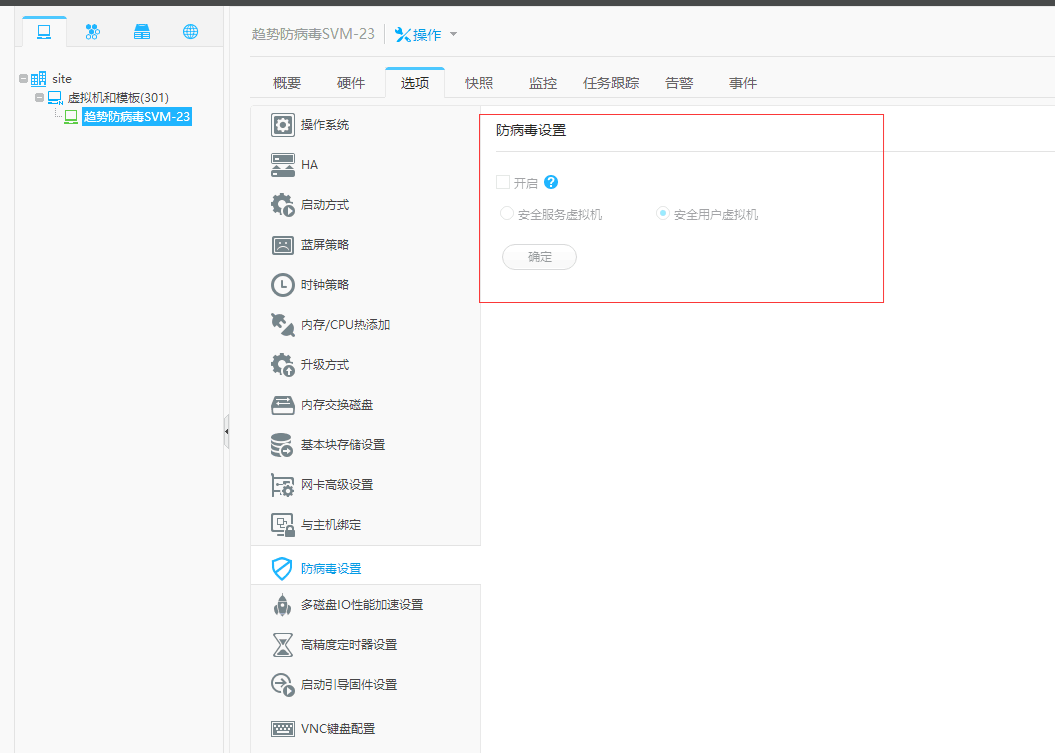 趋势防病毒SVM-23
操作
site
虚拟机和模板(301)
趋势防病毒SVM-23
概要
硬件
选项
快照
监控
任务跟踪
告警
事件
操作系统
HA
启动方式
蓝屏策略
时钟策略
内存/CPU热添加
升级方式
内存交换磁盘
基本块存储设置
网卡高级设置
与主机绑定
防病毒设置
多磁盘IO性能加速设置
高精度定时器设置
启动引导固件设置
VNC键盘配置
防病毒设置
开启 ?
安全服务虚拟机
安全用户虚拟机
确定